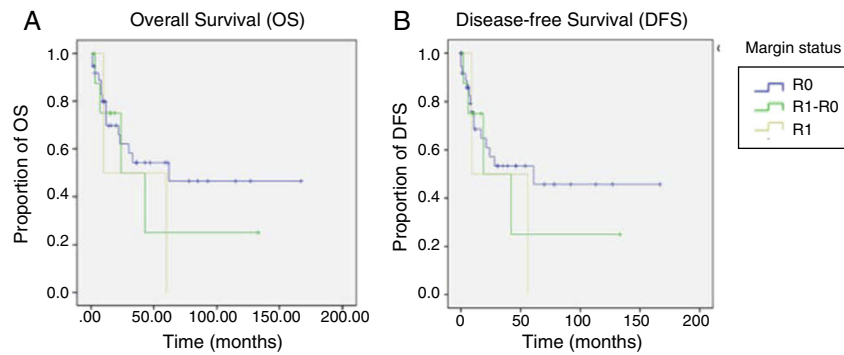 A
Overall Survival (OS)
Proportion of OS
1.0
0.8
0.6
0.4
0.2
0.0
.00
50.00
100.00
150.00
200.00
Time (months)
B
Disease-free Survival (DFS)
Proportion of DFS
1.0
0.8
0.6
0.4
0.2
0.0
0
50
100
150
200
Time (months)
Margin status
R0
R1-R0
R1